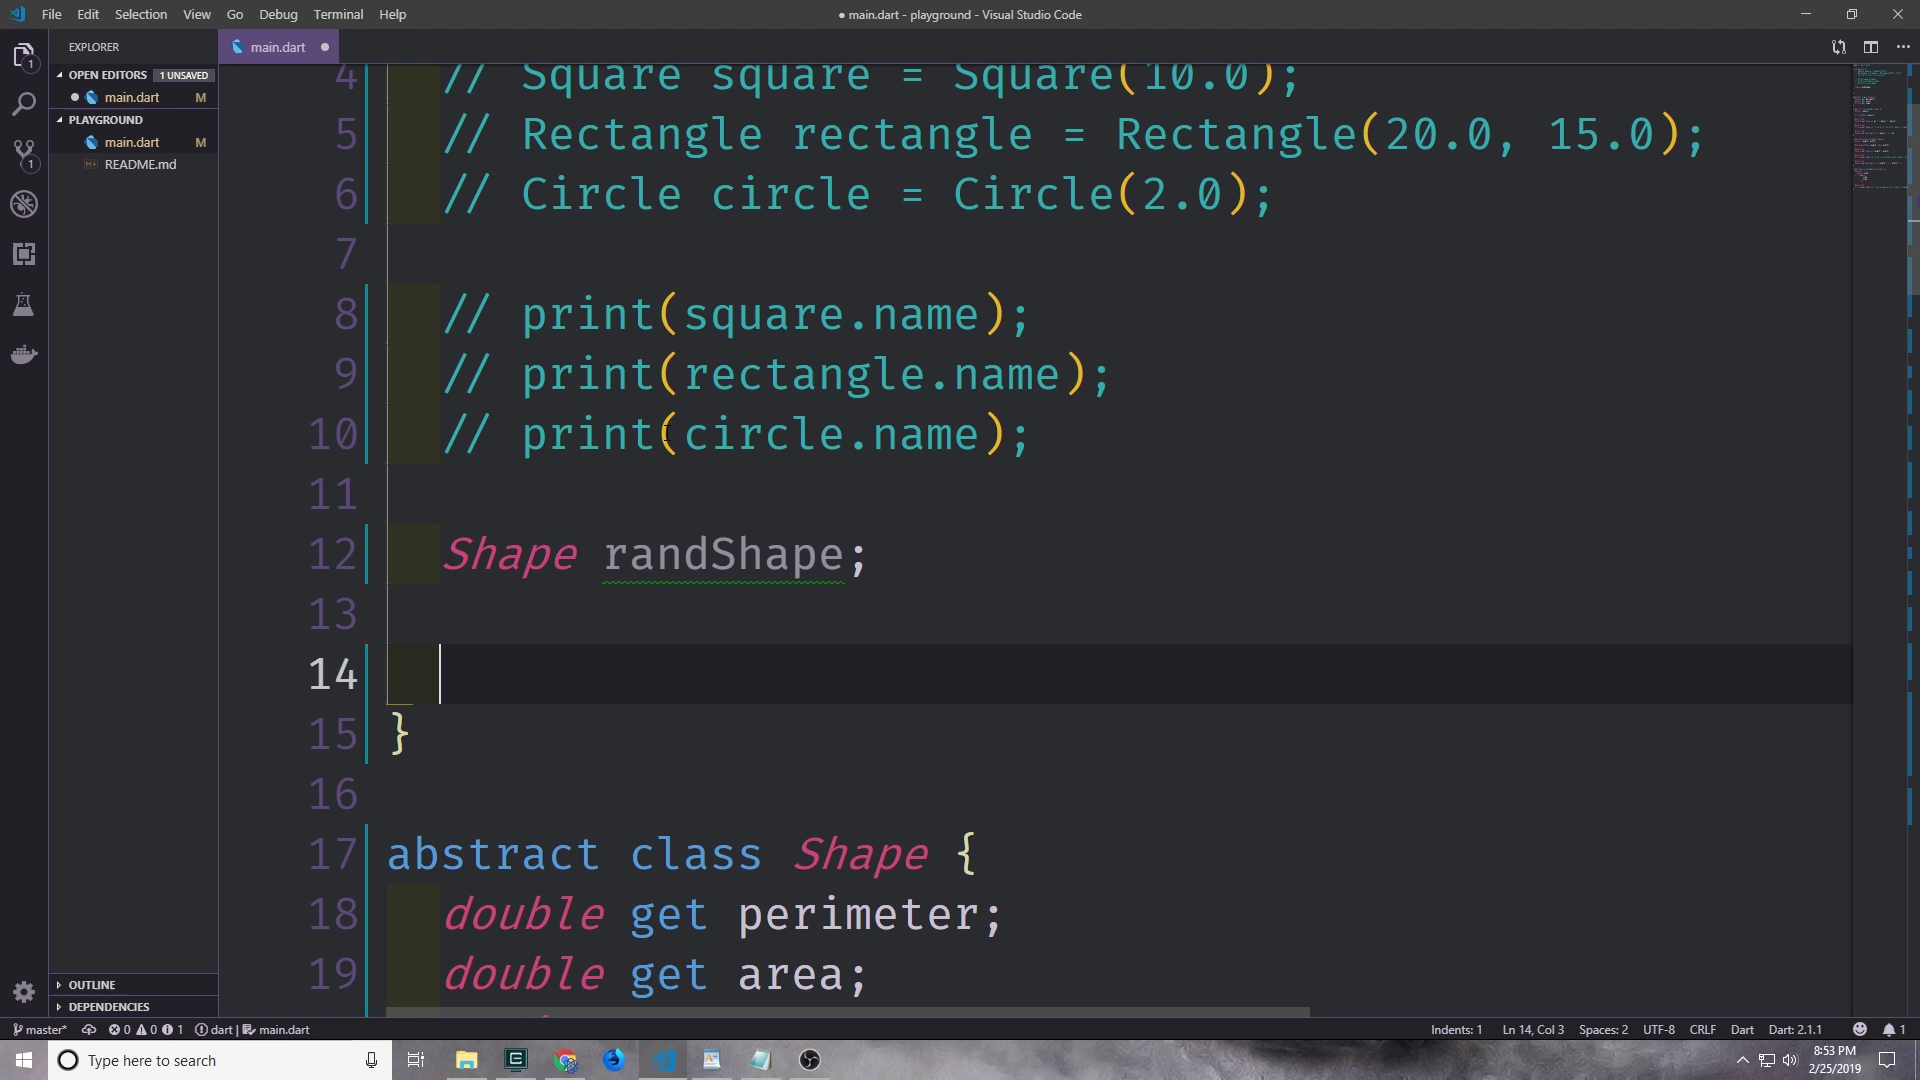 File Edit Selection View Go Debug Terminal Help
● main.dart - playground - Visual Studio Code
EXPLORER
OPEN EDITORS 1 UNSAVED
main.dart M
PLAYGROUND
main.dart M
README.md
OUTLINE
DEPENDENCIES
main.dart
4 // Square square = Square(10.0);
5 // Rectangle rectangle = Rectangle(20.0, 15.0);
6 // Circle circle = Circle(2.0);
7
8 // print(square.name);
9 // print(rectangle.name);
10 // print(circle.name);
11
12 Shape randShape;
13
14
15 }
16
17 abstract class Shape {
18 double get perimeter;
19 double get area;
master* 0 0 1 dart | main.dart
Indents: 1 Ln 14, Col 3 Spaces: 2 UTF-8 CRLF Dart Dart: 2.1.1 1
Type here to search
8:53 PM
2/25/2019